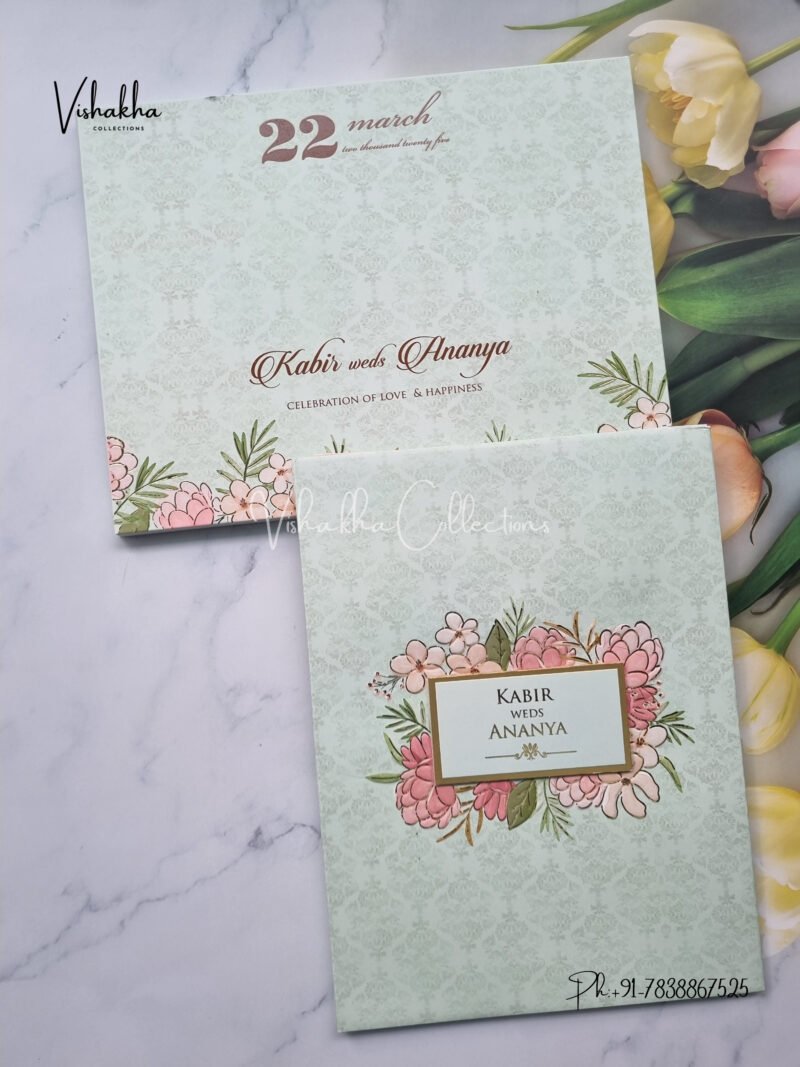 Vishakha
COLLECTIONS
22 march
two thousand twenty five
Kabir weds Ananya
CELEBRATION OF LOVE & HAPPINESS
Vishakha Collections
KABIR
WEDS
ANANYA
Ph:+91-7838867525